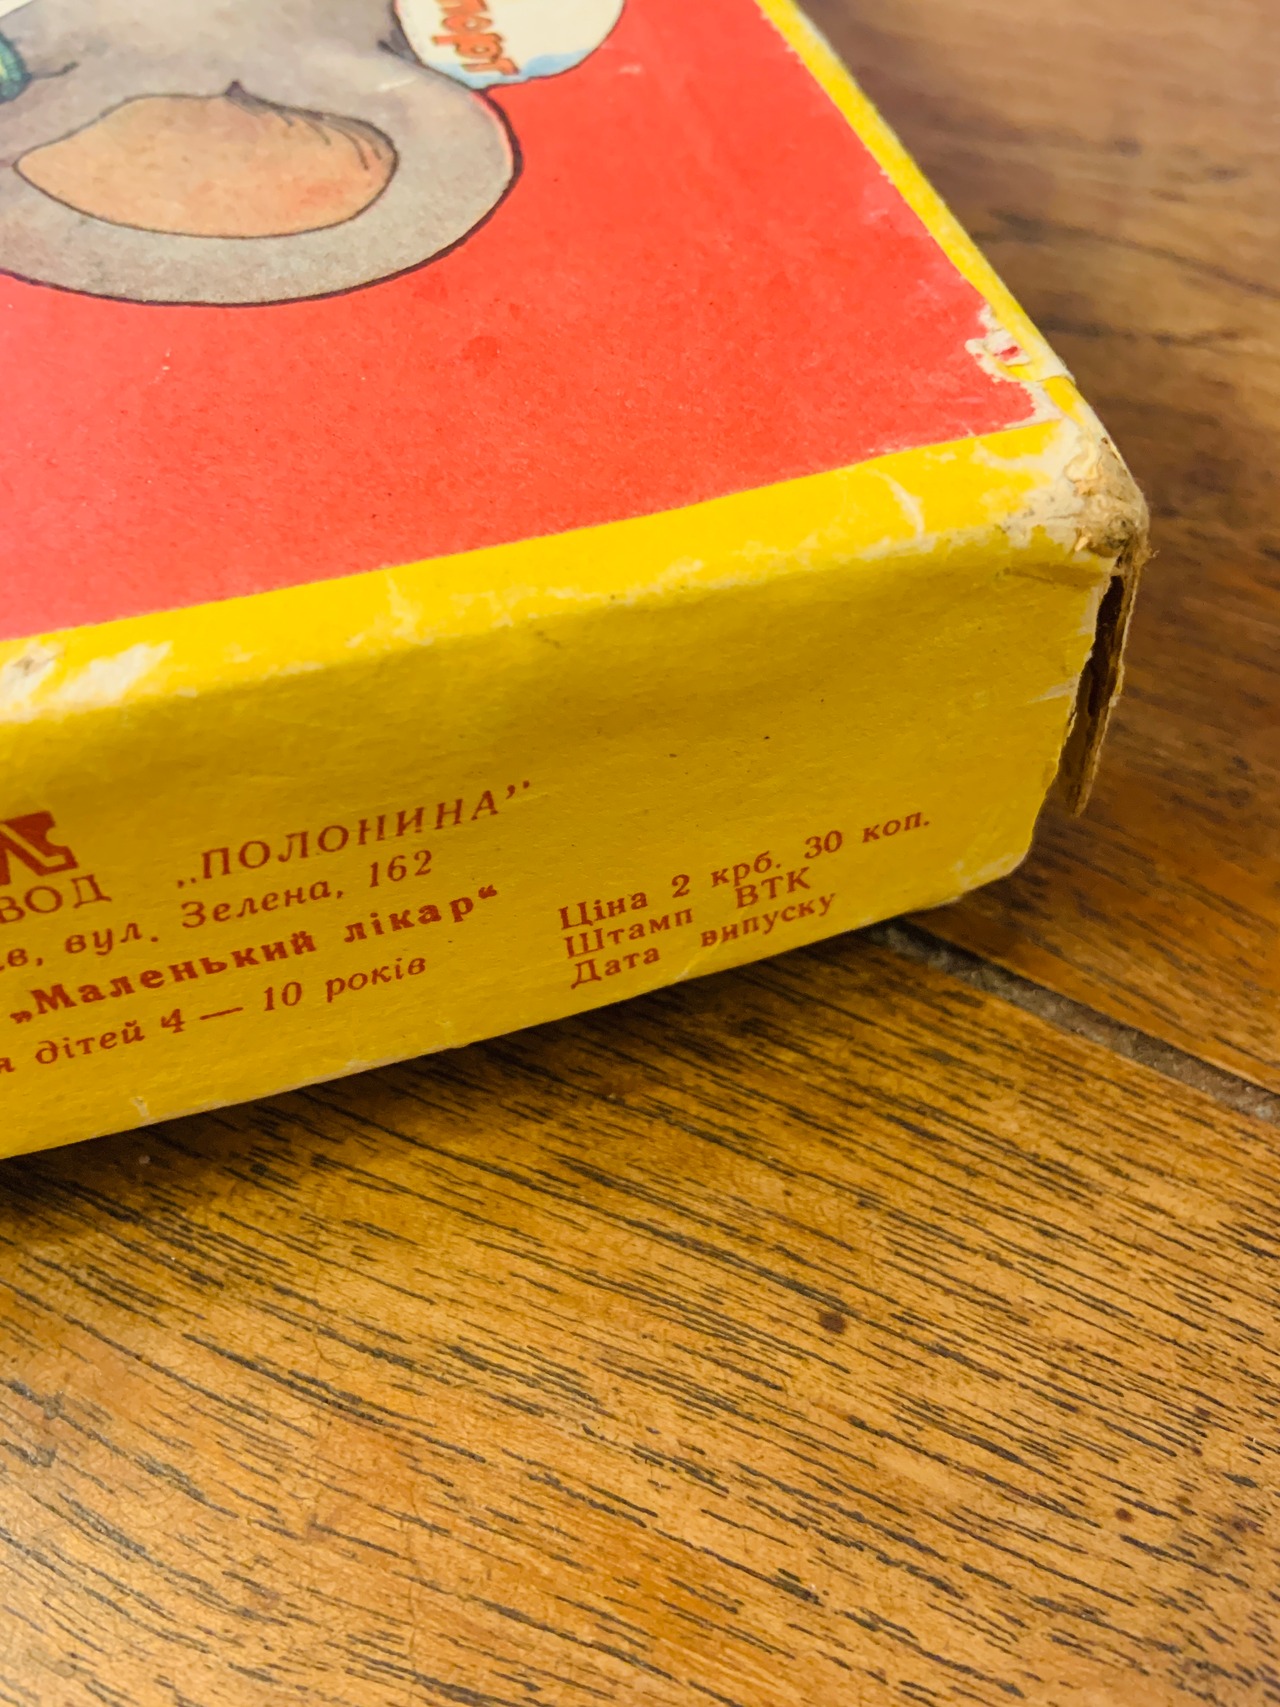 порт
ВОД „ПОЛОНИНА”
вул. Зелена, 162
„Маленький лікар“
дітей 4 — 10 років
Ціна 2 крб. 30 коп.
Штамп ВТК
Дата випуску